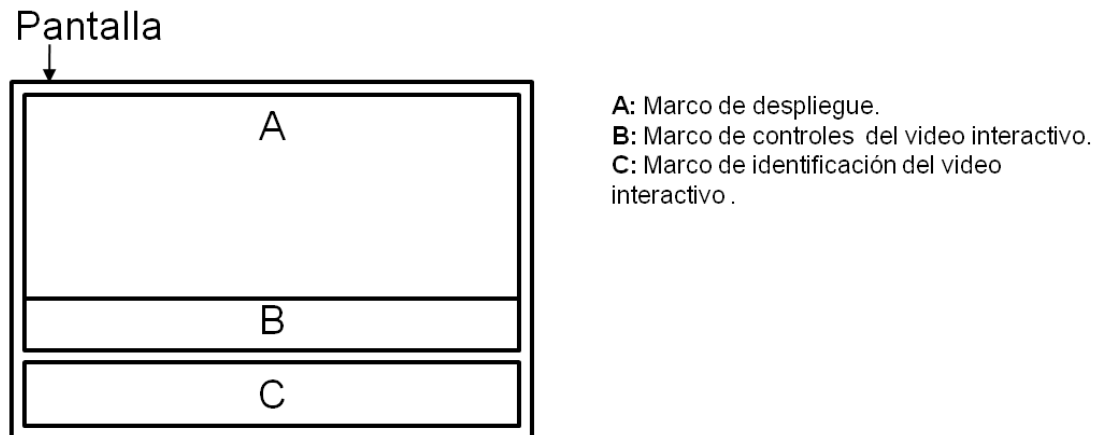 Pantalla
A
B
C
A: Marco de despliegue.
B: Marco de controles del video interactivo.
C: Marco de identificación del video
interactivo .